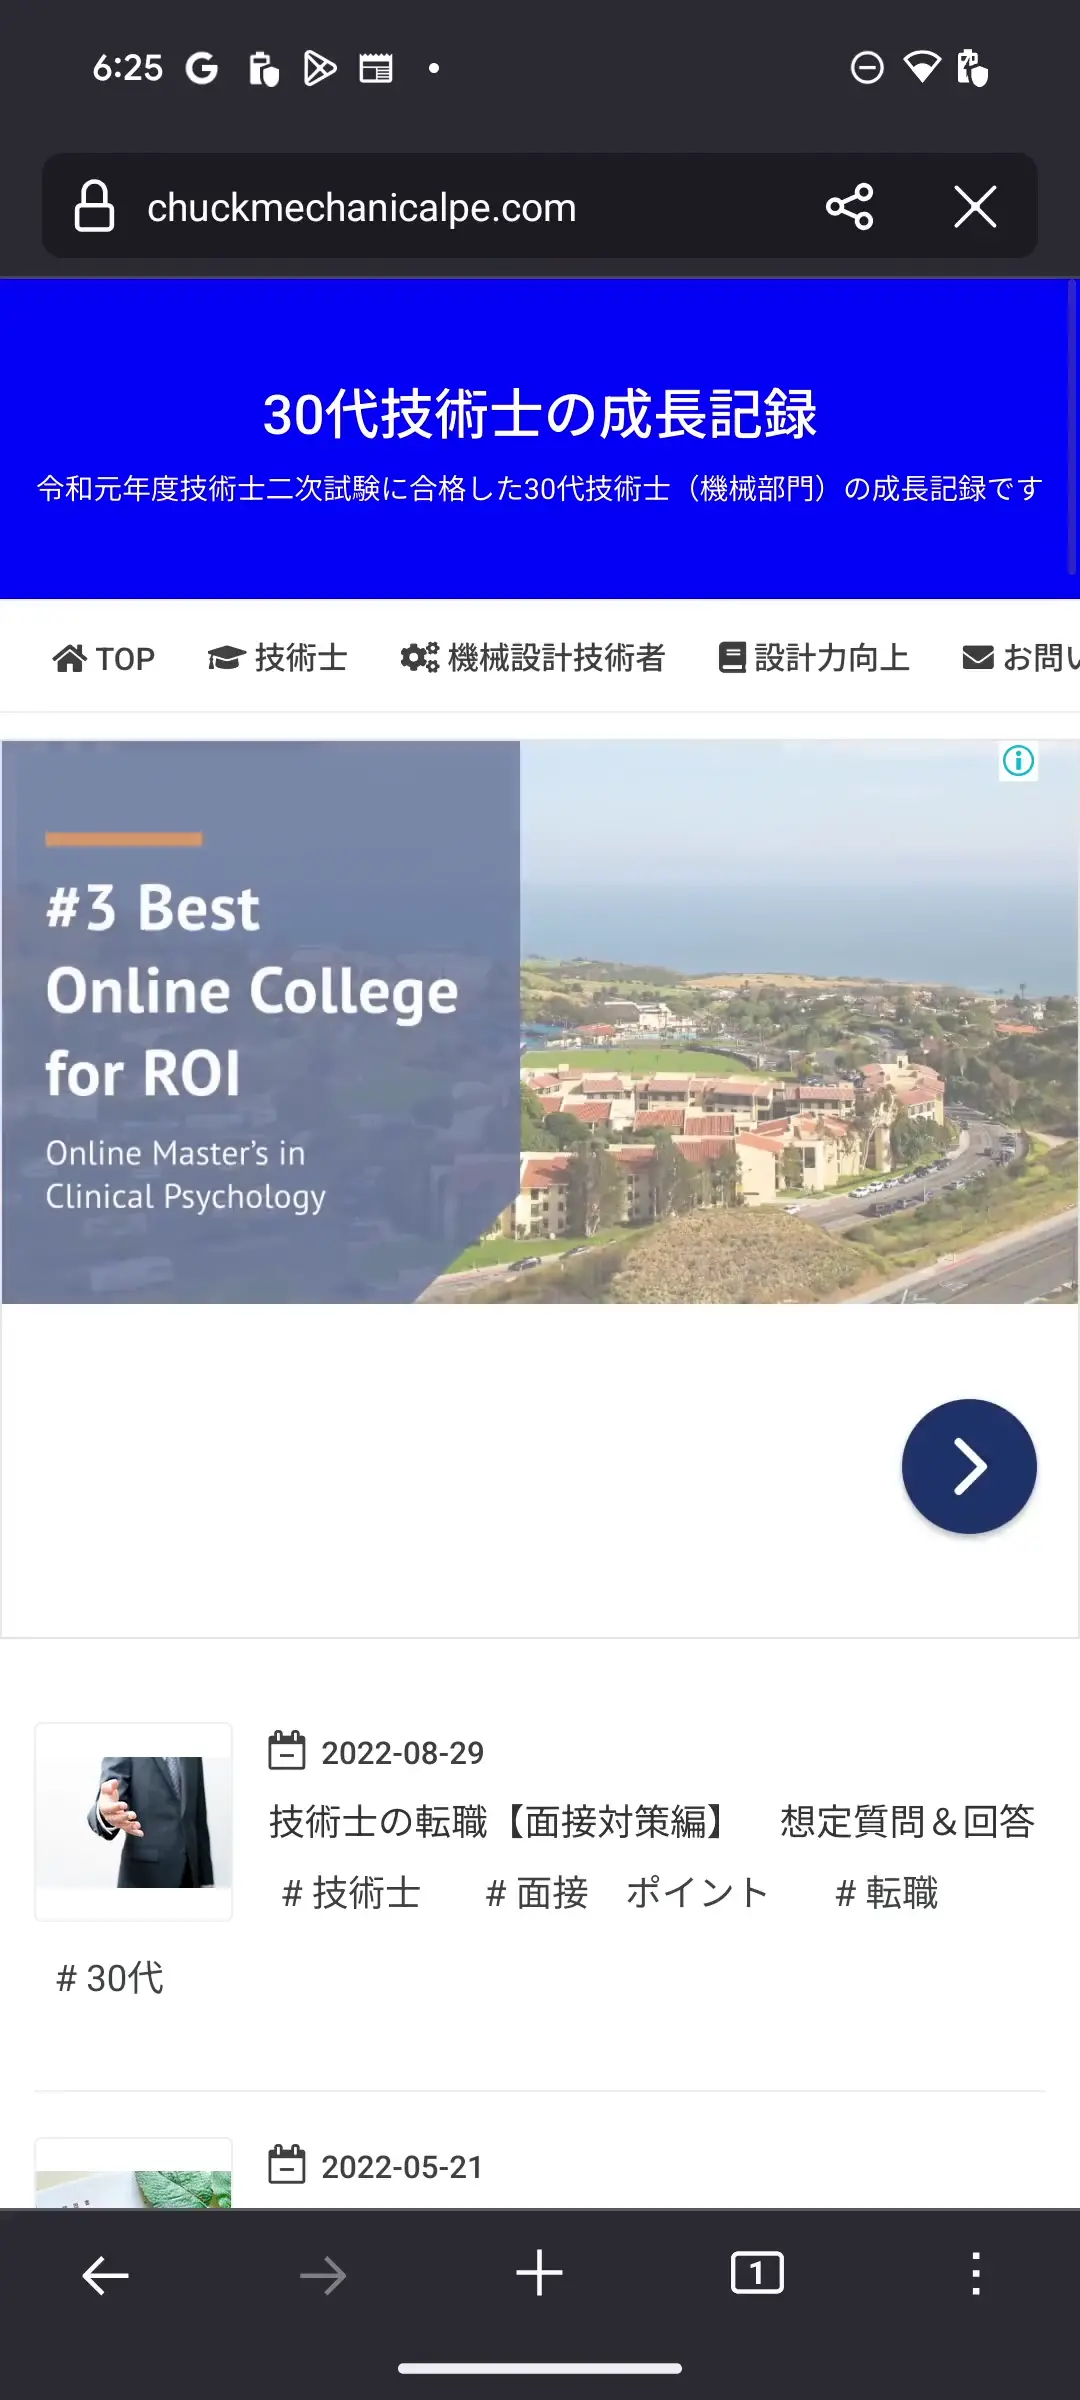 6:25
chuckmechanicalpe.com
30代技術士の成長記録
令和元年度技術士二次試験に合格した30代技術士（機械部門）の成長記録です
TOP 技術士 機械設計技術者 設計力向上 お問い
#3 Best
Online College
for ROI
Online Master's in
Clinical Psychology
2022-08-29
技術士の転職【面接対策編】　想定質問＆回答
# 技術士 # 面接　ポイント # 転職
# 30代
2022-05-21
1